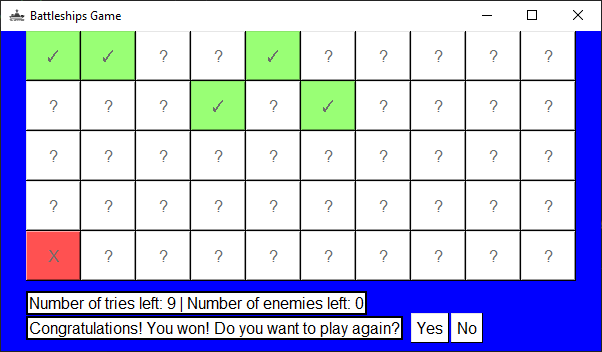 Battleships Game
✓ ✓ ? ? ✓ ? ? ? ? ?
? ? ? ✓ ? ✓ ? ? ? ?
? ? ? ? ? ? ? ? ? ?
? ? ? ? ? ? ? ? ? ?
X ? ? ? ? ? ? ? ? ?
Number of tries left: 9 | Number of enemies left: 0
Congratulations! You won! Do you want to play again? Yes No